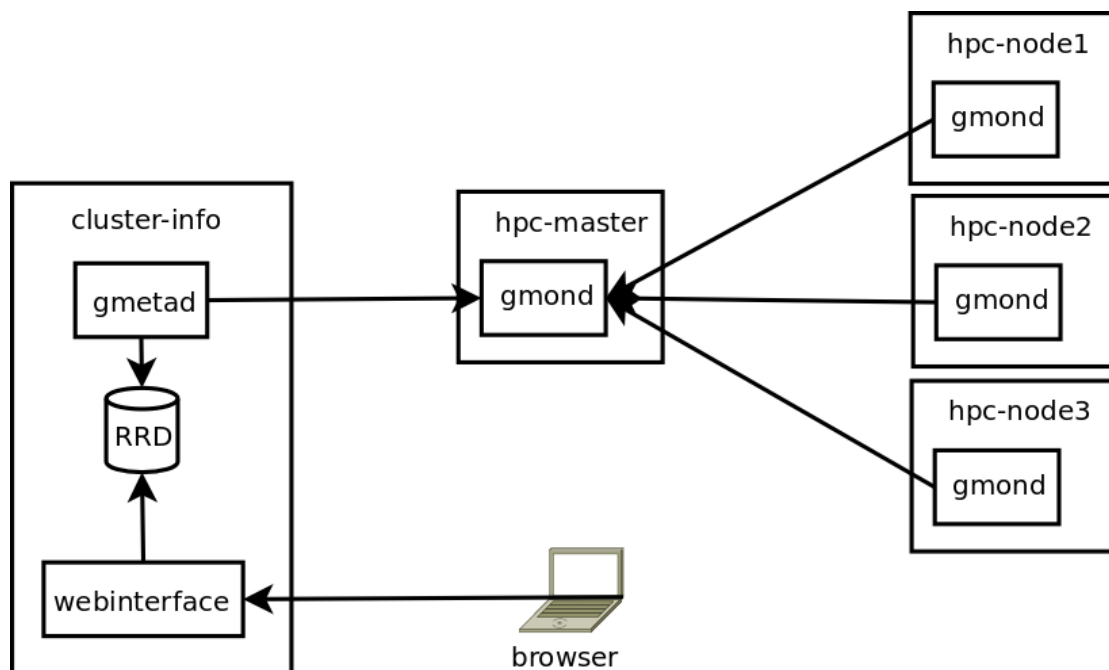 cluster-info
gmetad
RRD
webinterface
hpc-master
gmond
browser
hpc-node1
gmond
hpc-node2
gmond
hpc-node3
gmond